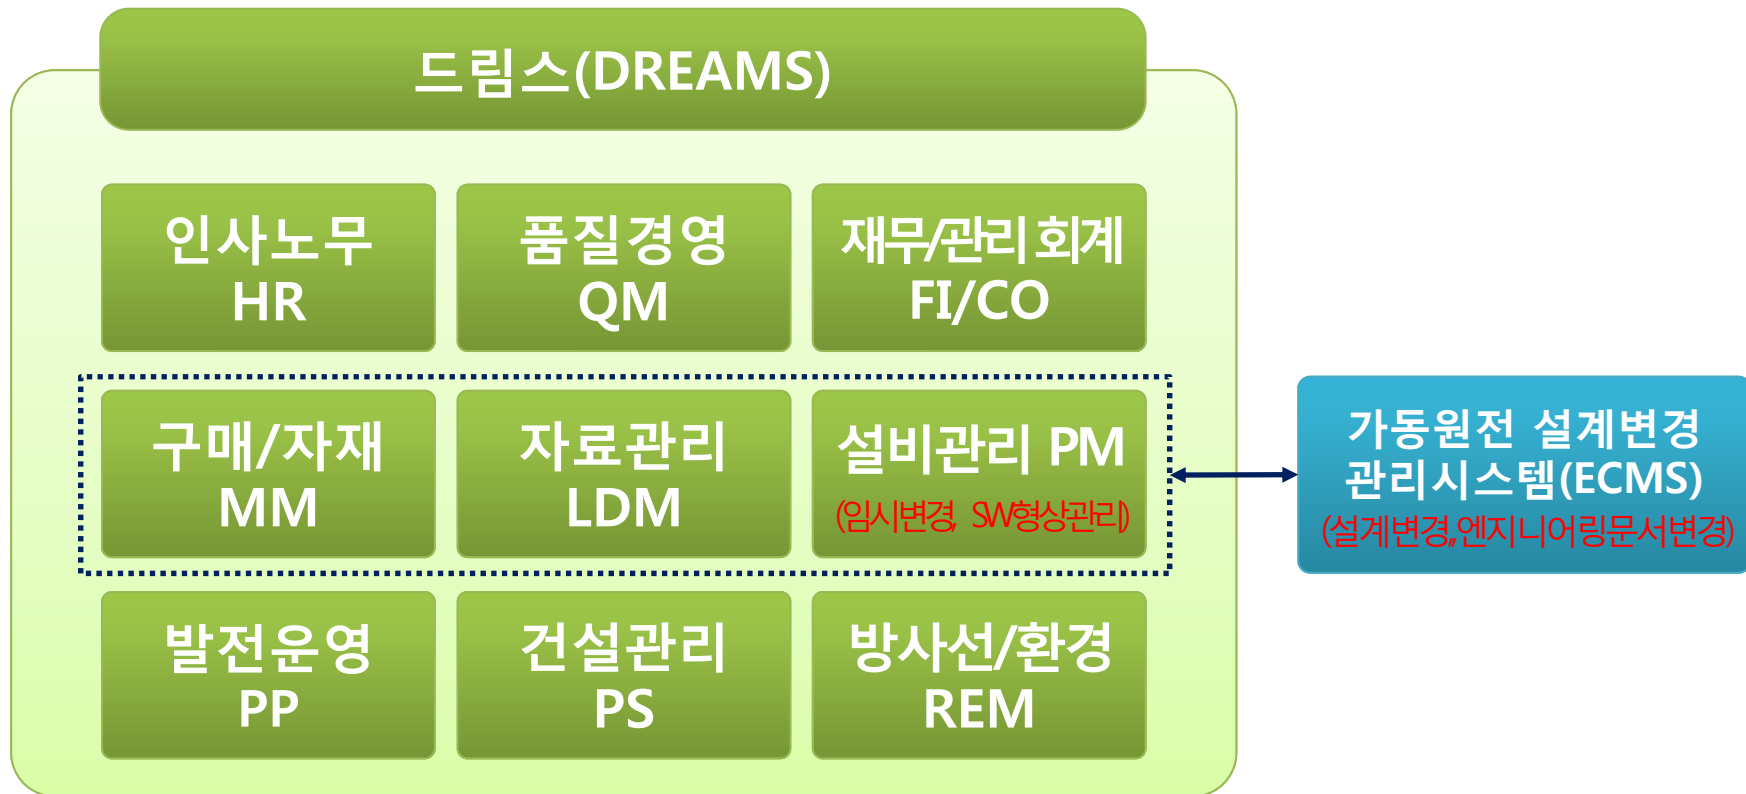 드림스(DREAMS)
인사노무
HR
품질경영
QM
재무/관리 회계
FI/CO
구매/자재
MM
자료관리
LDM
설비관리 PM
(임시변경, SW형상관리)
가동원전 설계변경
관리시스템(ECMS)
(설계변경,엔지니어링문서변경)
발전운영
PP
건설관리
PS
방사선/환경
REM